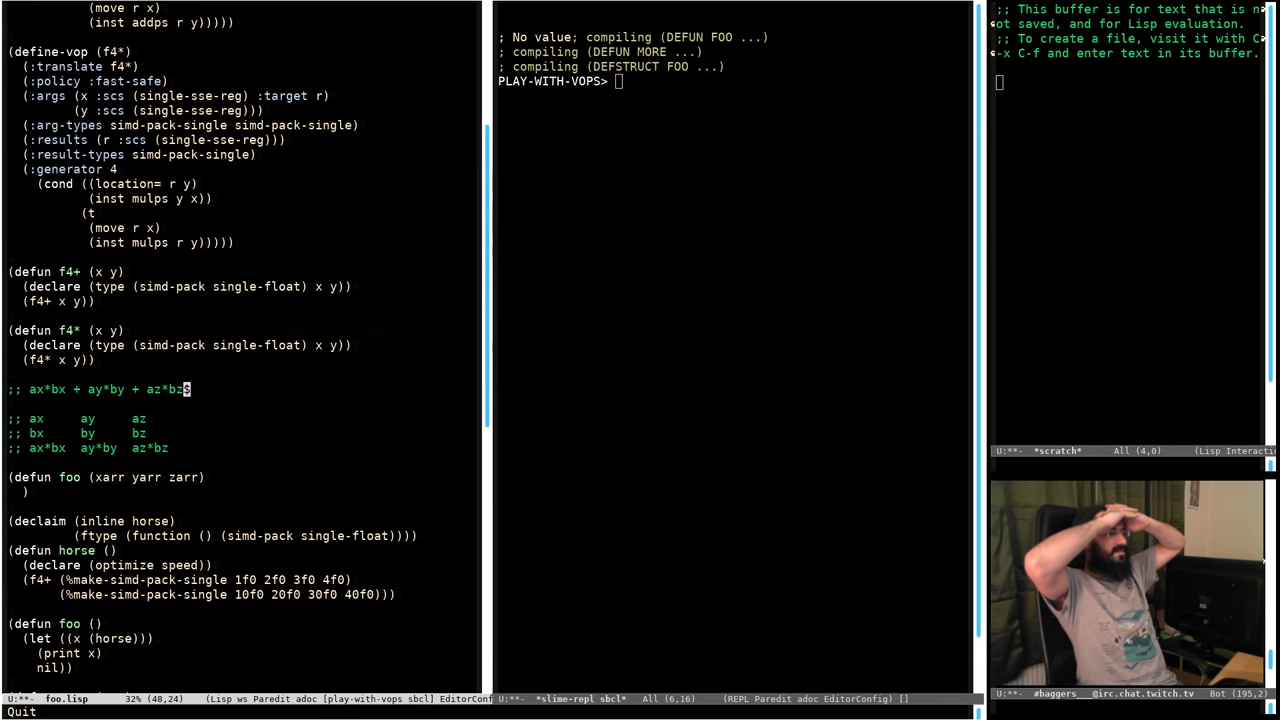 (move r x)
(inst addps r y)))))
(define-vop (f4*)
(:translate f4*)
(:policy :fast-safe)
(:args (x :scs (single-sse-reg) :target r)
(y :scs (single-sse-reg)))
(:arg-types simd-pack-single simd-pack-single)
(:results (r :scs (single-sse-reg)))
(:result-types simd-pack-single)
(:generator 4
(cond ((location= r y)
(inst mulps y x))
(t
(move r x)
(inst mulps r y)))))
(defun f4+ (x y)
(declare (type (simd-pack single-float) x y))
(f4+ x y))
(defun f4* (x y)
(declare (type (simd-pack single-float) x y))
(f4* x y))
;; ax*bx + ay*by + az*bz$
;; ax ay az
;; bx by bz
;; ax*bx ay*by az*bz
(defun foo (xarr yarr zarr)
)
(declaim (inline horse)
(ftype (function () (simd-pack single-float))))
(defun horse ()
(declare (optimize speed))
(f4+ (%make-simd-pack-single 1f0 2f0 3f0 4f0)
(%make-simd-pack-single 10f0 20f0 30f0 40f0)))
(defun foo ()
(let ((x (horse)))
(print x)
nil))
U:**- foo.lisp 32% (48,24) (Lisp ws Paredit adoc [play-with-vops sbcl] EditorConf
Quit
; No value; compiling (DEFUN FOO ...)
; compiling (DEFUN MORE ...)
; compiling (DEFSTRUCT FOO ...)
PLAY-WITH-VOPS>
U:**- *slime-repl sbcl* All (6,16) (REPL Paredit adoc EditorConfig) []
;; This buffer is for text that is n
ot saved, and for Lisp evaluation.
;; To create a file, visit it with C
-x C-f and enter text in its buffer.
U:**- *scratch* All (4,0) (Lisp Interacti
U:**- #baggers___@irc.chat.twitch.tv Bot (195,2)